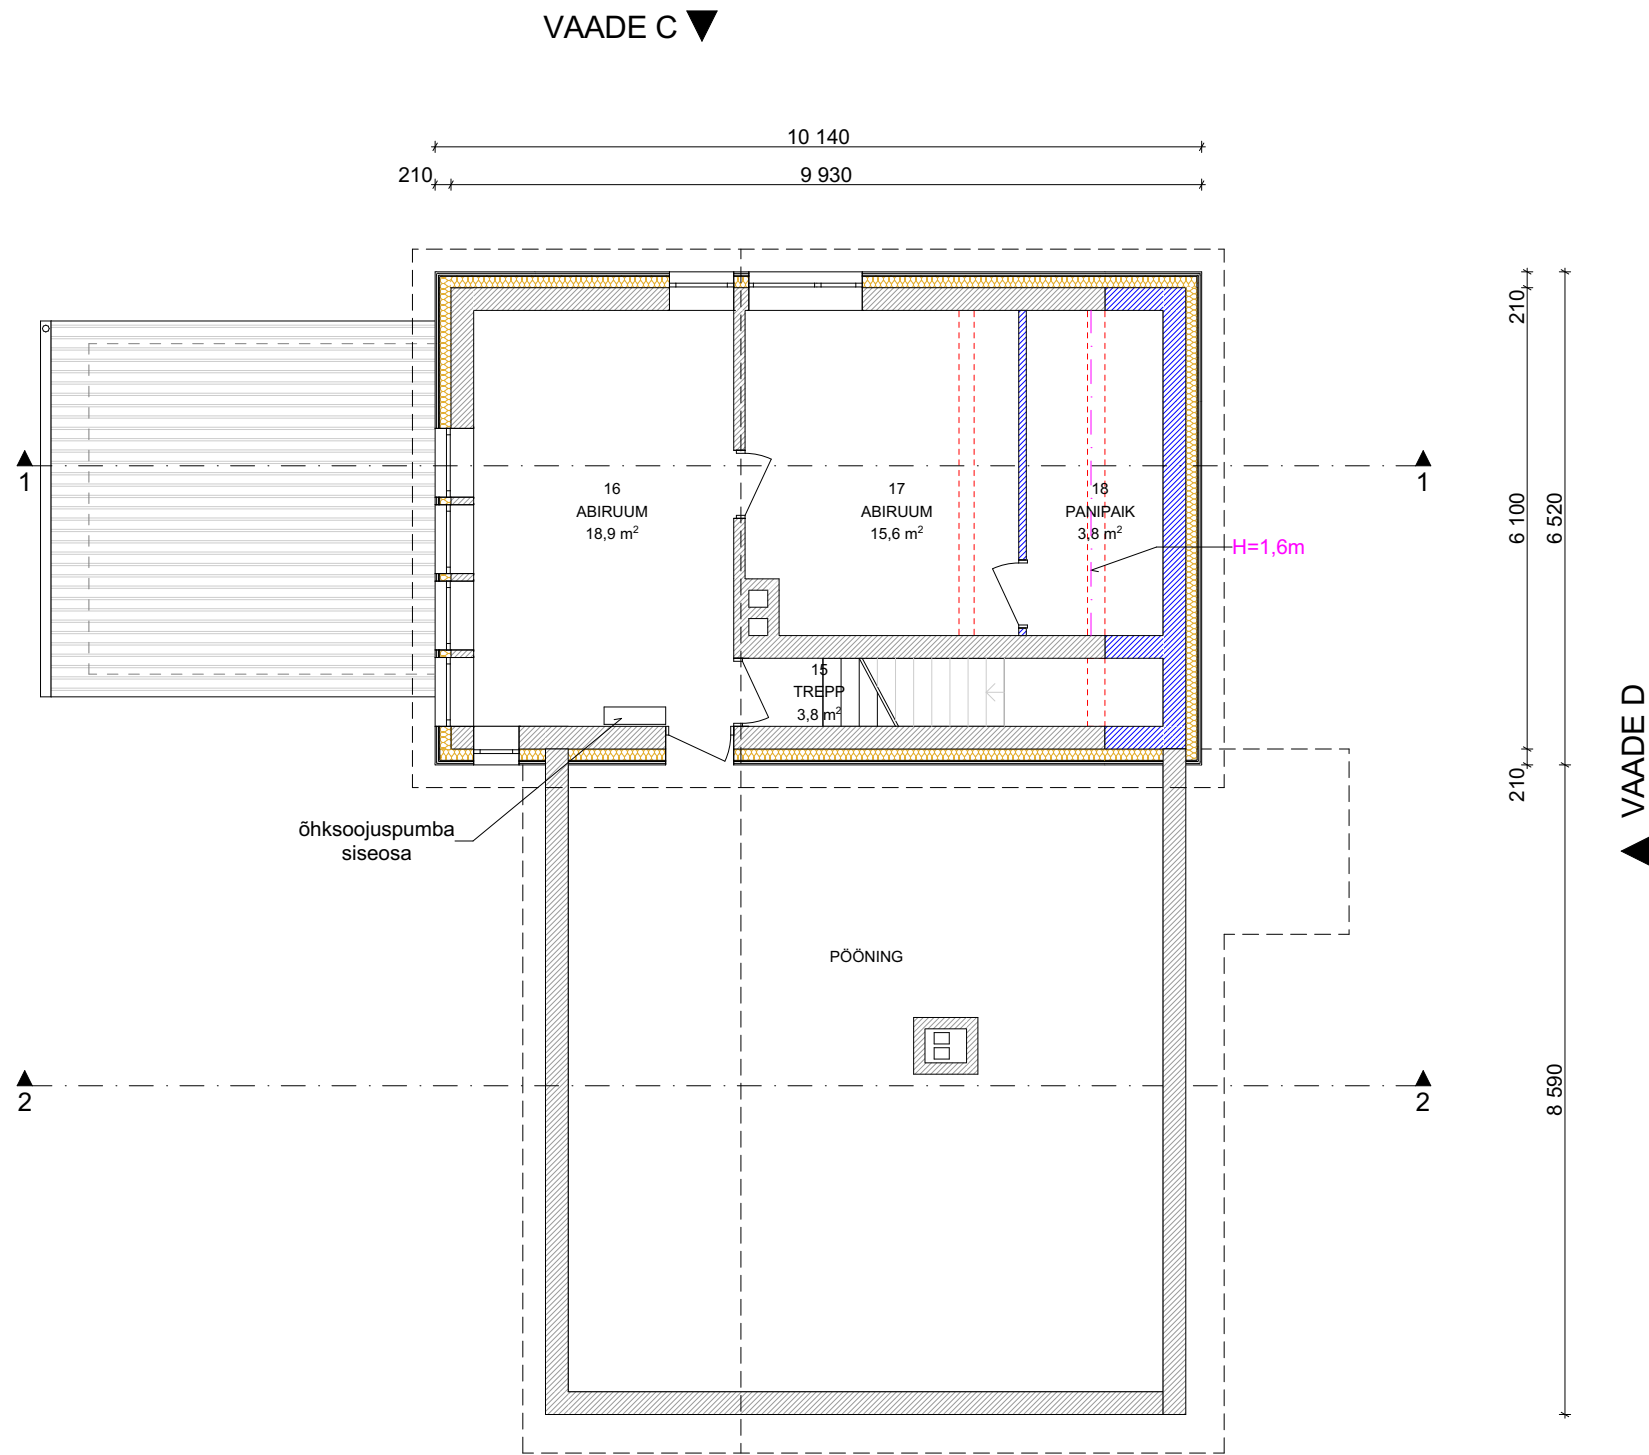 VAADE C
10 140
210
9 930
210
6 100
6 520
210
8 590
1
1
16
ABIRUUM
18,9 m²
17
ABIRUUM
15,6 m²
18
PANIPAIK
3,8 m²
H=1,6m
15
TREPP
3,8 m²
VAADE D
õhksoojuspumba
siseosa
PÖÖNING
2
2